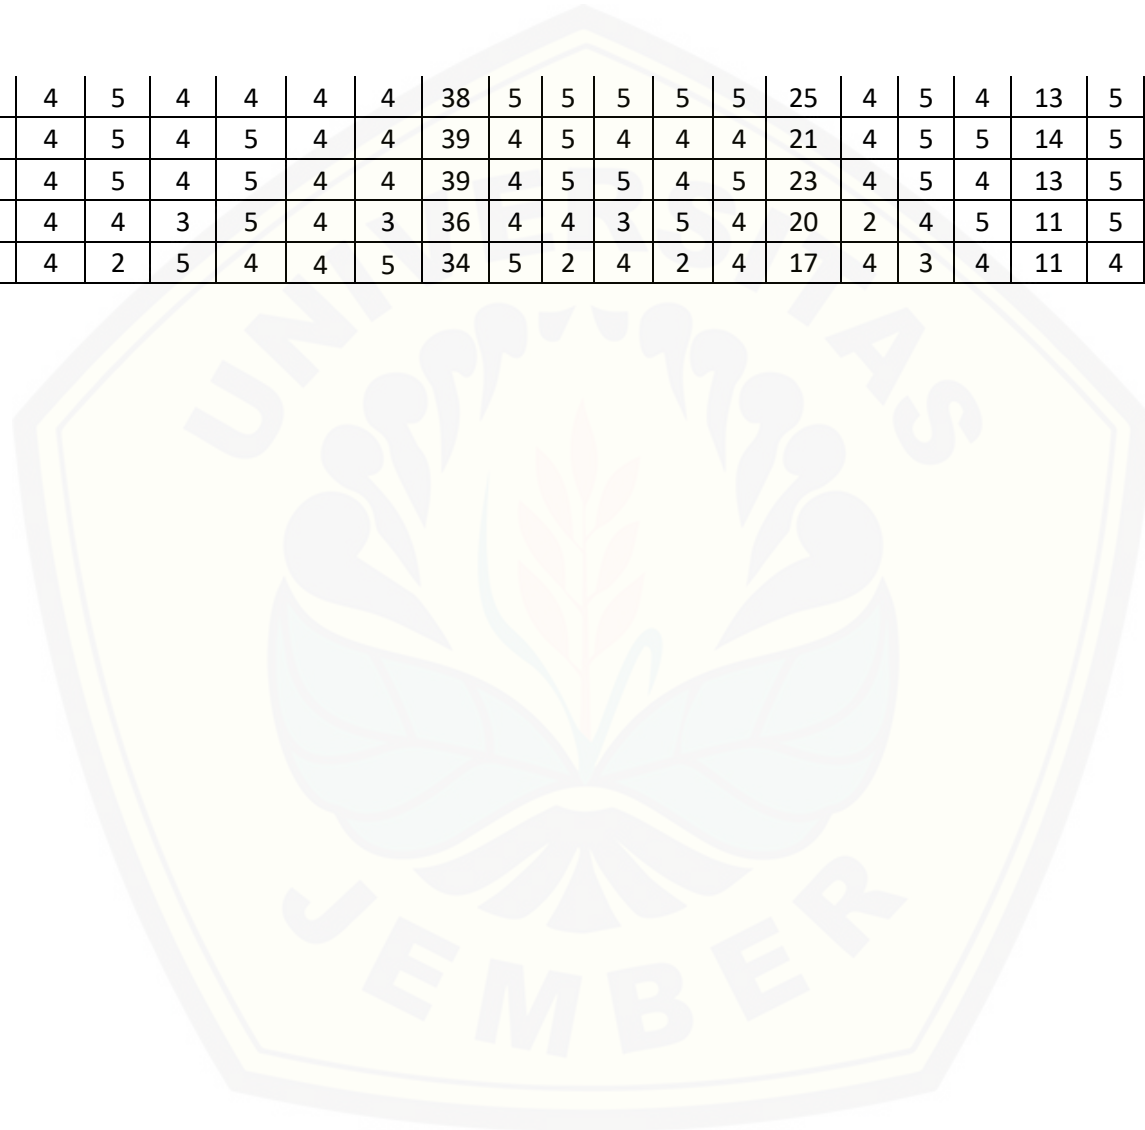 4 5 4 4 4 4 38 5 5 5 5 5 25 4 5 4 13 5
4 5 4 5 4 4 39 4 5 4 4 4 21 4 5 5 14 5
4 5 4 5 4 4 39 4 5 5 4 5 23 4 5 4 13 5
4 4 3 5 4 3 36 4 4 3 5 4 20 2 4 5 11 5
4 2 5 4 4 5 34 5 2 4 2 4 17 4 3 4 11 4
UNIVERSITAS
JEMBER